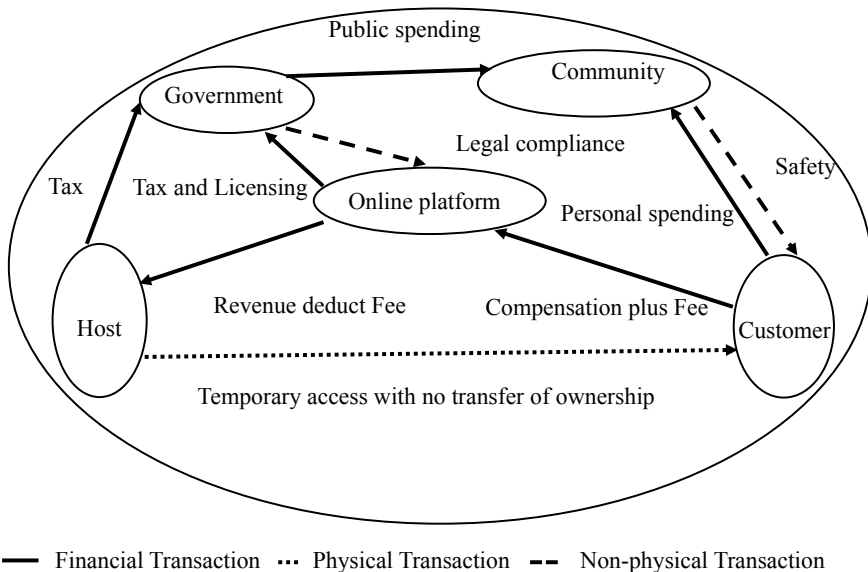 Public spending
Community
Government
Legal compliance
Safety
Tax
Tax and Licensing
Online platform
Personal spending
Revenue deduct Fee
Compensation plus Fee
Host
Customer
Temporary access with no transfer of ownership
Financial Transaction
Physical Transaction
Non-physical Transaction